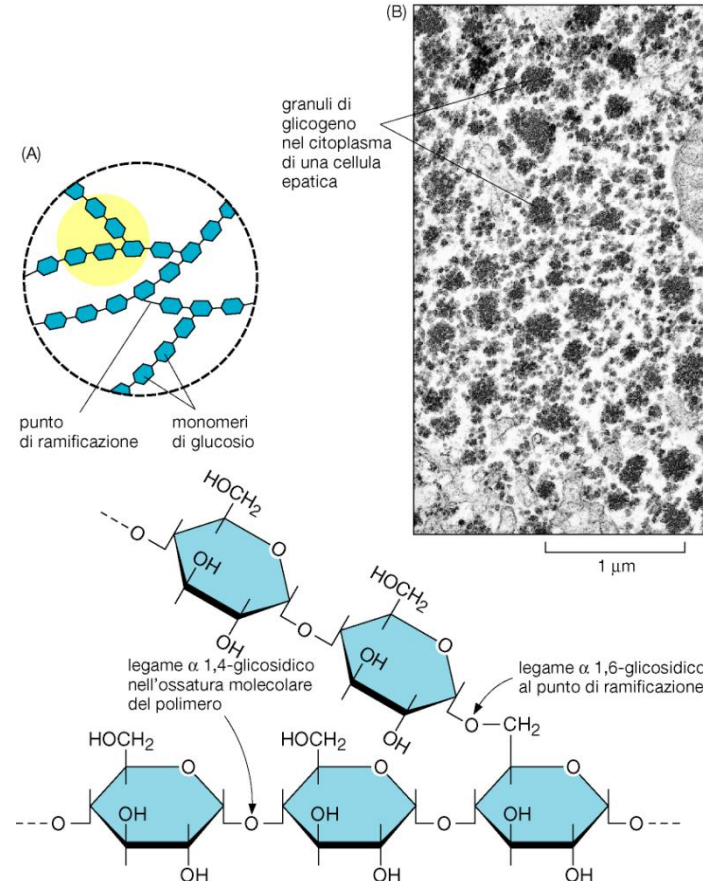 (B)
granuli di
glicogeno
nel citoplasma
di una cellula
epatica
(A)
punto
di ramificazione
monomeri
di glucosio
1 μm
HOCH2
O
O
OH
OH
O
HOCH2
O
OH
OH
legame α 1,4-glicosidico
nell'ossatura molecolare
del polimero
legame α 1,6-glicosidico
al punto di ramificazione
O—CH2
HOCH2
O
HOCH2
O
O
OH
OH
OH
O
O
O
O
OH
OH
OH